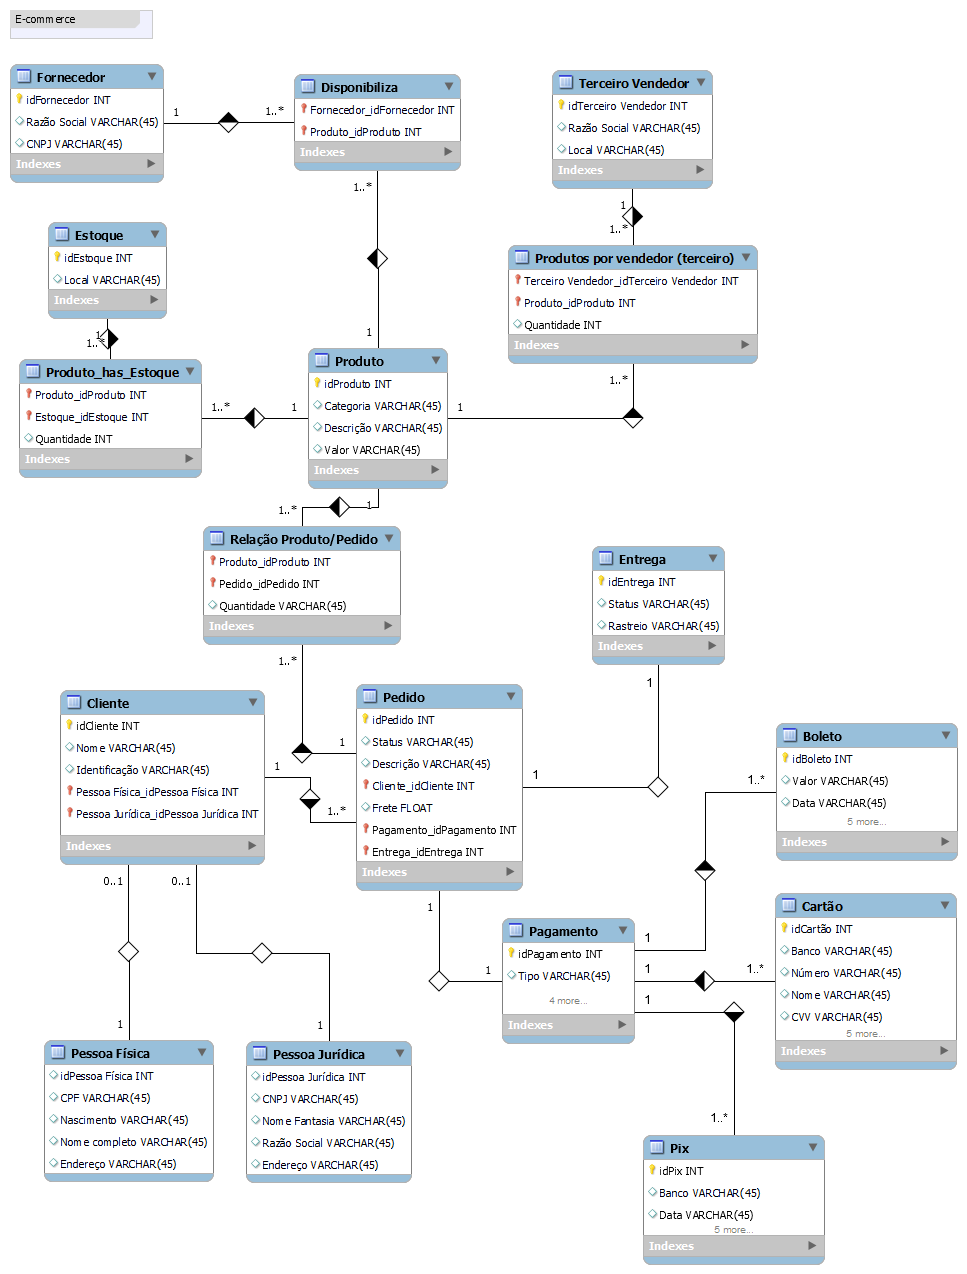 E-commerce
Fornecedor
idFornecedor INT
Razão Social VARCHAR(45)
CNPJ VARCHAR(45)
Indexes
1
1..*
Disponibiliza
Fornecedor_idFornecedor INT
Produto_idProduto INT
Indexes
1..*
1
Terceiro Vendedor
idTerceiro Vendedor INT
Razão Social VARCHAR(45)
Local VARCHAR(45)
Indexes
1
1..*
Estoque
idEstoque INT
Local VARCHAR(45)
Indexes
1
1..*
Produtos por vendedor (terceiro)
Terceiro Vendedor_idTerceiro Vendedor INT
Produto_idProduto INT
Quantidade INT
Indexes
1..*
1
Produto_has_Estoque
Produto_idProduto INT
Estoque_idEstoque INT
Quantidade INT
Indexes
1..*
1
Produto
idProduto INT
Categoria VARCHAR(45)
Descrição VARCHAR(45)
Valor VARCHAR(45)
Indexes
1
1..*
Relação Produto/Pedido
Produto_idProduto INT
Pedido_idPedido INT
Quantidade VARCHAR(45)
Indexes
1..*
1
Entrega
idEntrega INT
Status VARCHAR(45)
Rastreio VARCHAR(45)
Indexes
1
1
Cliente
idCliente INT
Nome VARCHAR(45)
Identificação VARCHAR(45)
Pessoa Física_idPessoa Física INT
Pessoa Jurídica_idPessoa Jurídica INT
Indexes
1
1..*
0..1
0..1
1
1
Pedido
idPedido INT
Status VARCHAR(45)
Descrição VARCHAR(45)
Cliente_idCliente INT
Frete FLOAT
Pagamento_idPagamento INT
Entrega_idEntrega INT
Indexes
1
1
Boleto
idBoleto INT
Valor VARCHAR(45)
Data VARCHAR(45)
5 more...
Indexes
1..*
1
Pagamento
idPagamento INT
Tipo VARCHAR(45)
4 more...
Indexes
1
1..*
Cartão
idCartão INT
Banco VARCHAR(45)
Número VARCHAR(45)
Nome VARCHAR(45)
CVV VARCHAR(45)
5 more...
Indexes
1
1..*
Pessoa Física
idPessoa Física INT
CPF VARCHAR(45)
Nascimento VARCHAR(45)
Nome completo VARCHAR(45)
Endereço VARCHAR(45)
Pessoa Jurídica
idPessoa Jurídica INT
CNPJ VARCHAR(45)
Nome Fantasia VARCHAR(45)
Razão Social VARCHAR(45)
Endereço VARCHAR(45)
Pix
idPix INT
Banco VARCHAR(45)
Data VARCHAR(45)
5 more...
Indexes